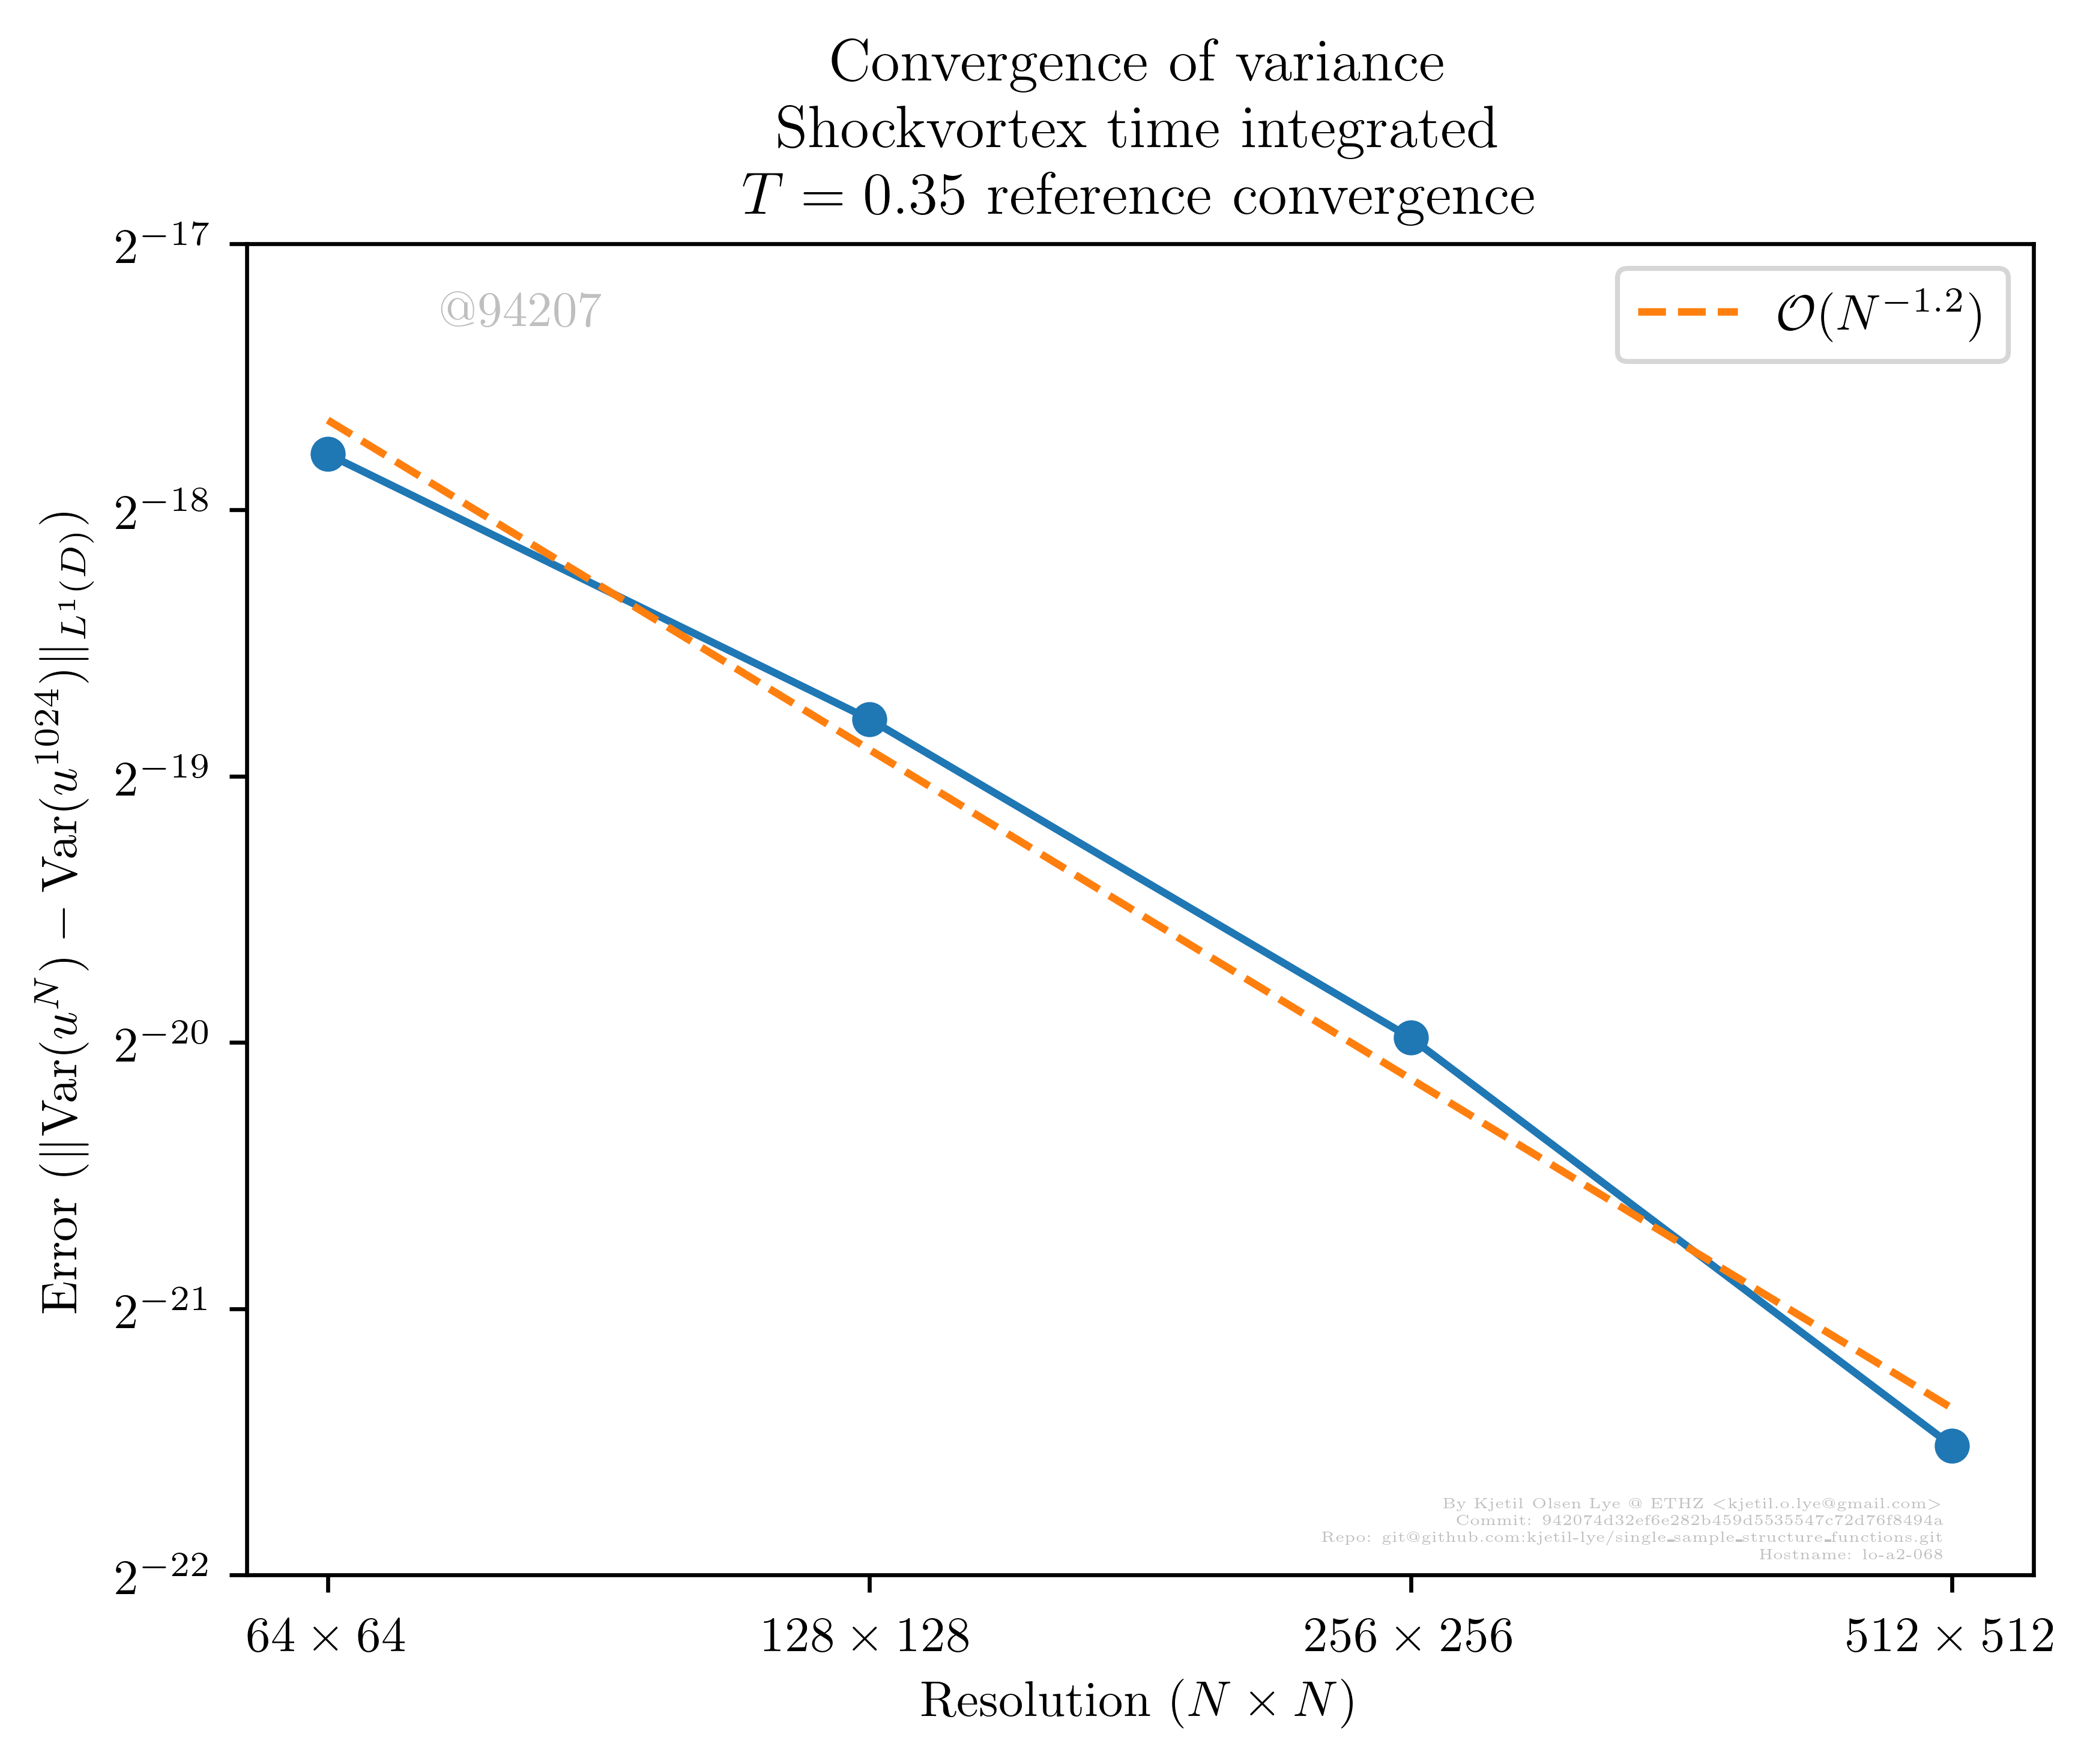 Convergence of variance
Shockvortex time integrated
T = 0.35 reference convergence
@94207
O(N^{-1.2})
2^{-17}
2^{-18}
2^{-19}
2^{-20}
2^{-21}
2^{-22}
Error (‖Var(u^N) − Var(u^{1024})‖_{L^1(D)})
By Kjetil Olsen Lye @ ETHZ <kjetil.o.lye@gmail.com>
Commit: 942074d32ef6e282b459d5535547c72d76f8494a
Repo: git@github.com:kjetil-lye/single_sample_structure_functions.git
Hostname: lo-a2-068
64 × 64 128 × 128 256 × 256 512 × 512
Resolution (N × N)